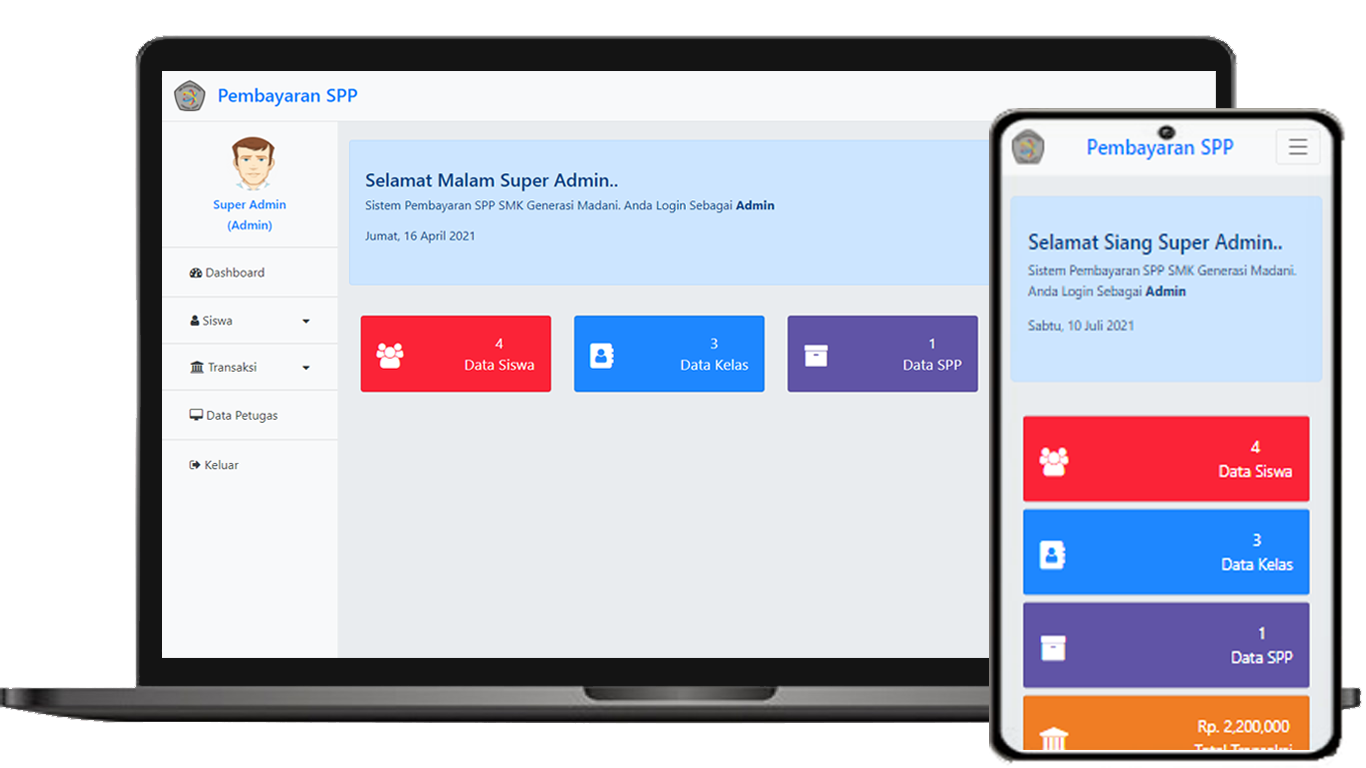 Pembayaran SPP
Super Admin
(Admin)
Dashboard
Siswa
Transaksi
Data Petugas
Keluar
Selamat Malam Super Admin..
Sistem Pembayaran SPP SMK Generasi Madani. Anda Login Sebagai Admin
Jumat, 16 April 2021
4
Data Siswa
3
Data Kelas
1
Data SPP
Pembayaran SPP
Selamat Siang Super Admin..
Sistem Pembayaran SPP SMK Generasi Madani.
Anda Login Sebagai Admin
Sabtu, 10 Juli 2021
4
Data Siswa
3
Data Kelas
1
Data SPP
Rp. 2,200,000
Total Transaksi